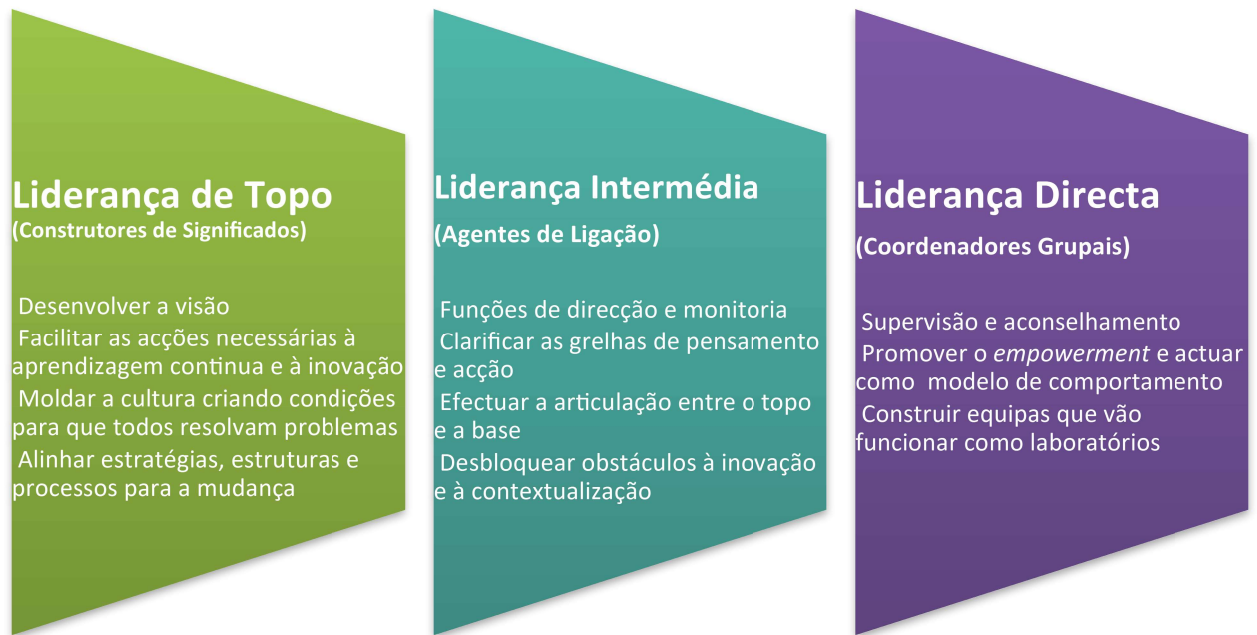 Liderança de Topo
(Construtores de Significados)
Desenvolver a visão
Facilitar as acções necessárias à
aprendizagem continua e à inovação
Moldar a cultura criando condições
para que todos resolvam problemas
Alinhar estratégias, estruturas e
processos para a mudança
Liderança Intermédia
(Agentes de Ligação)
Funções de direcção e monitoria
Clarificar as grelhas de pensamento
e acção
Efectuar a articulação entre o topo
e a base
Desbloquear obstáculos à inovação
e à contextualização
Liderança Directa
(Coordenadores Grupais)
Supervisão e aconselhamento
Promover o empowerment e actuar
como modelo de comportamento
Construir equipas que vão
funcionar como laboratórios